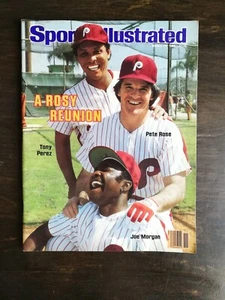 Sports Illustrated
A ROSY
REUNION
Pete Rose
Tony
Perez
Joe Morgan